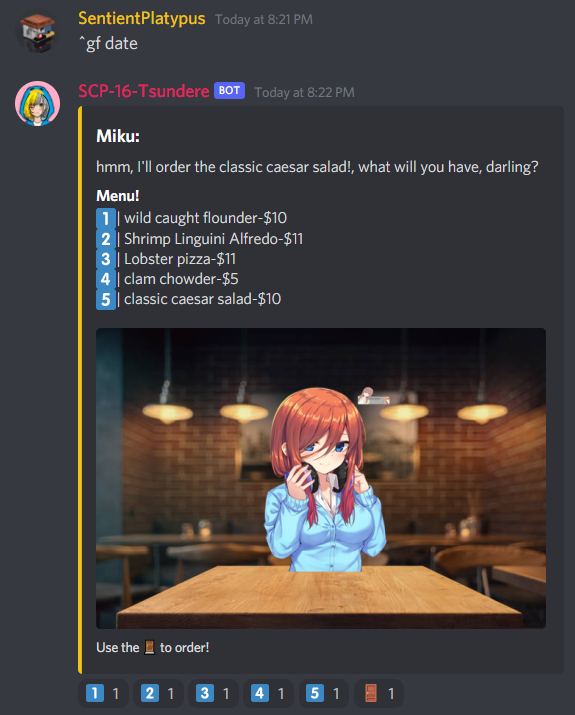 SentientPlatypus Today at 8:21 PM
^gf date
SCP-16-Tsundere BOT Today at 8:22 PM
Miku:
hmm, I'll order the classic caesar salad!, what will you have, darling?
Menu!
1 | wild caught flounder-$10
2 | Shrimp Linguini Alfredo-$11
3 | Lobster pizza-$11
4 | clam chowder-$5
5 | classic caesar salad-$10
Use the 🚪 to order!
1 1 2 1 3 1 4 1 5 1 🚪 1